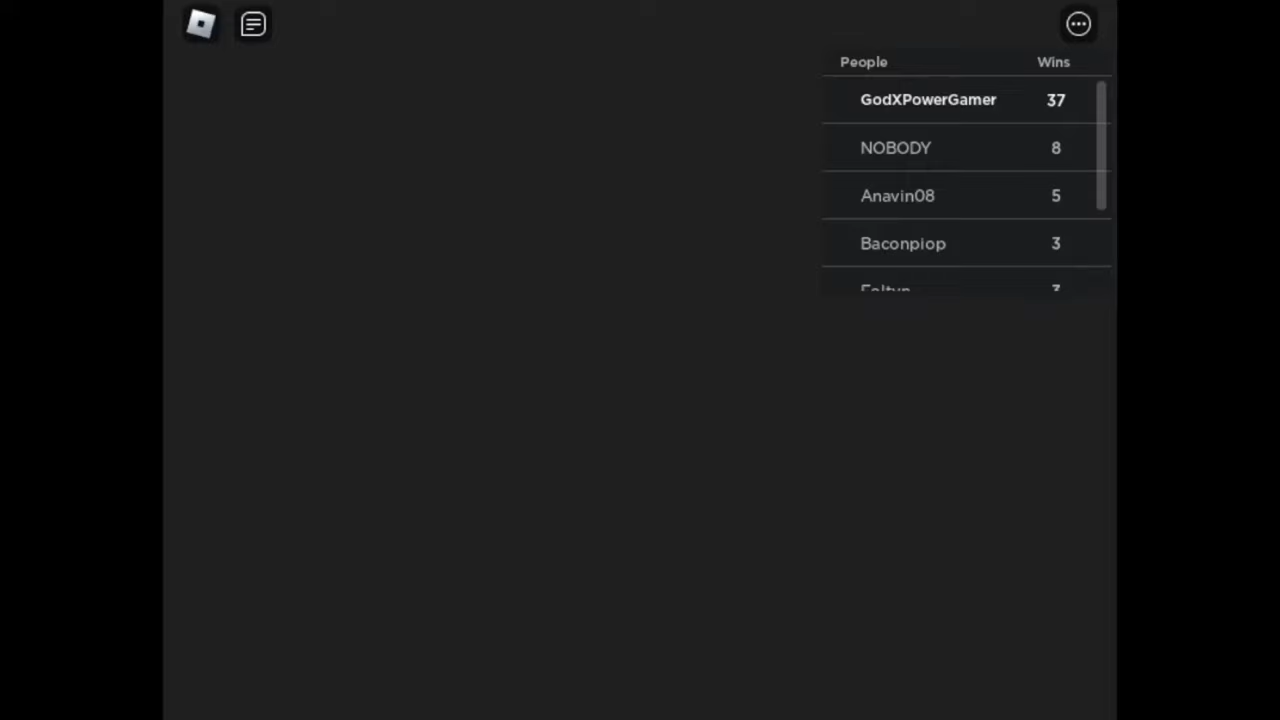 People Wins
GodXPowerGamer 37
NOBODY 8
Anavin08 5
Baconpiop 3